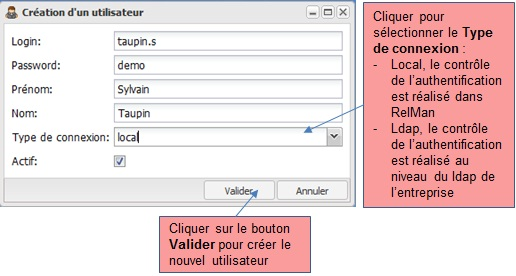 Création d'un utilisateur
Login: taupin.s
Password: demo
Prénom: Sylvain
Nom: Taupin
Type de connexion: local
Actif:
Valider Annuler
Cliquer pour
sélectionner le Type
de connexion :
- Local, le contrôle
de l'authentification
est réalisé dans
RelMan
- Ldap, le contrôle
de l'authentification
est réalisé au
niveau du ldap de
l'entreprise
Cliquer sur le bouton
Valider pour créer le
nouvel utilisateur